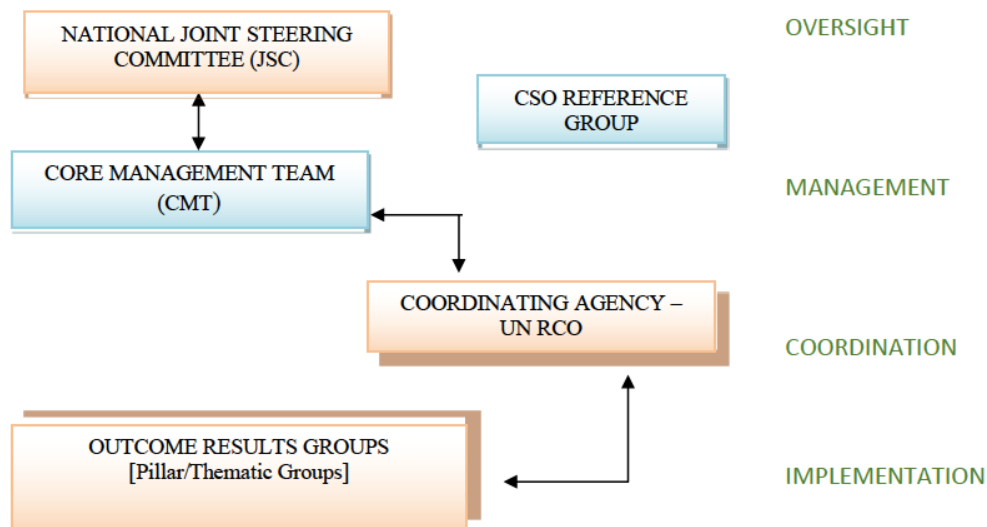 NATIONAL JOINT STEERING
COMMITTEE (JSC)
OVERSIGHT
CSO REFERENCE
GROUP
CORE MANAGEMENT TEAM
(CMT)
MANAGEMENT
COORDINATING AGENCY –
UN RCO
COORDINATION
OUTCOME RESULTS GROUPS
[Pillar/Thematic Groups]
IMPLEMENTATION